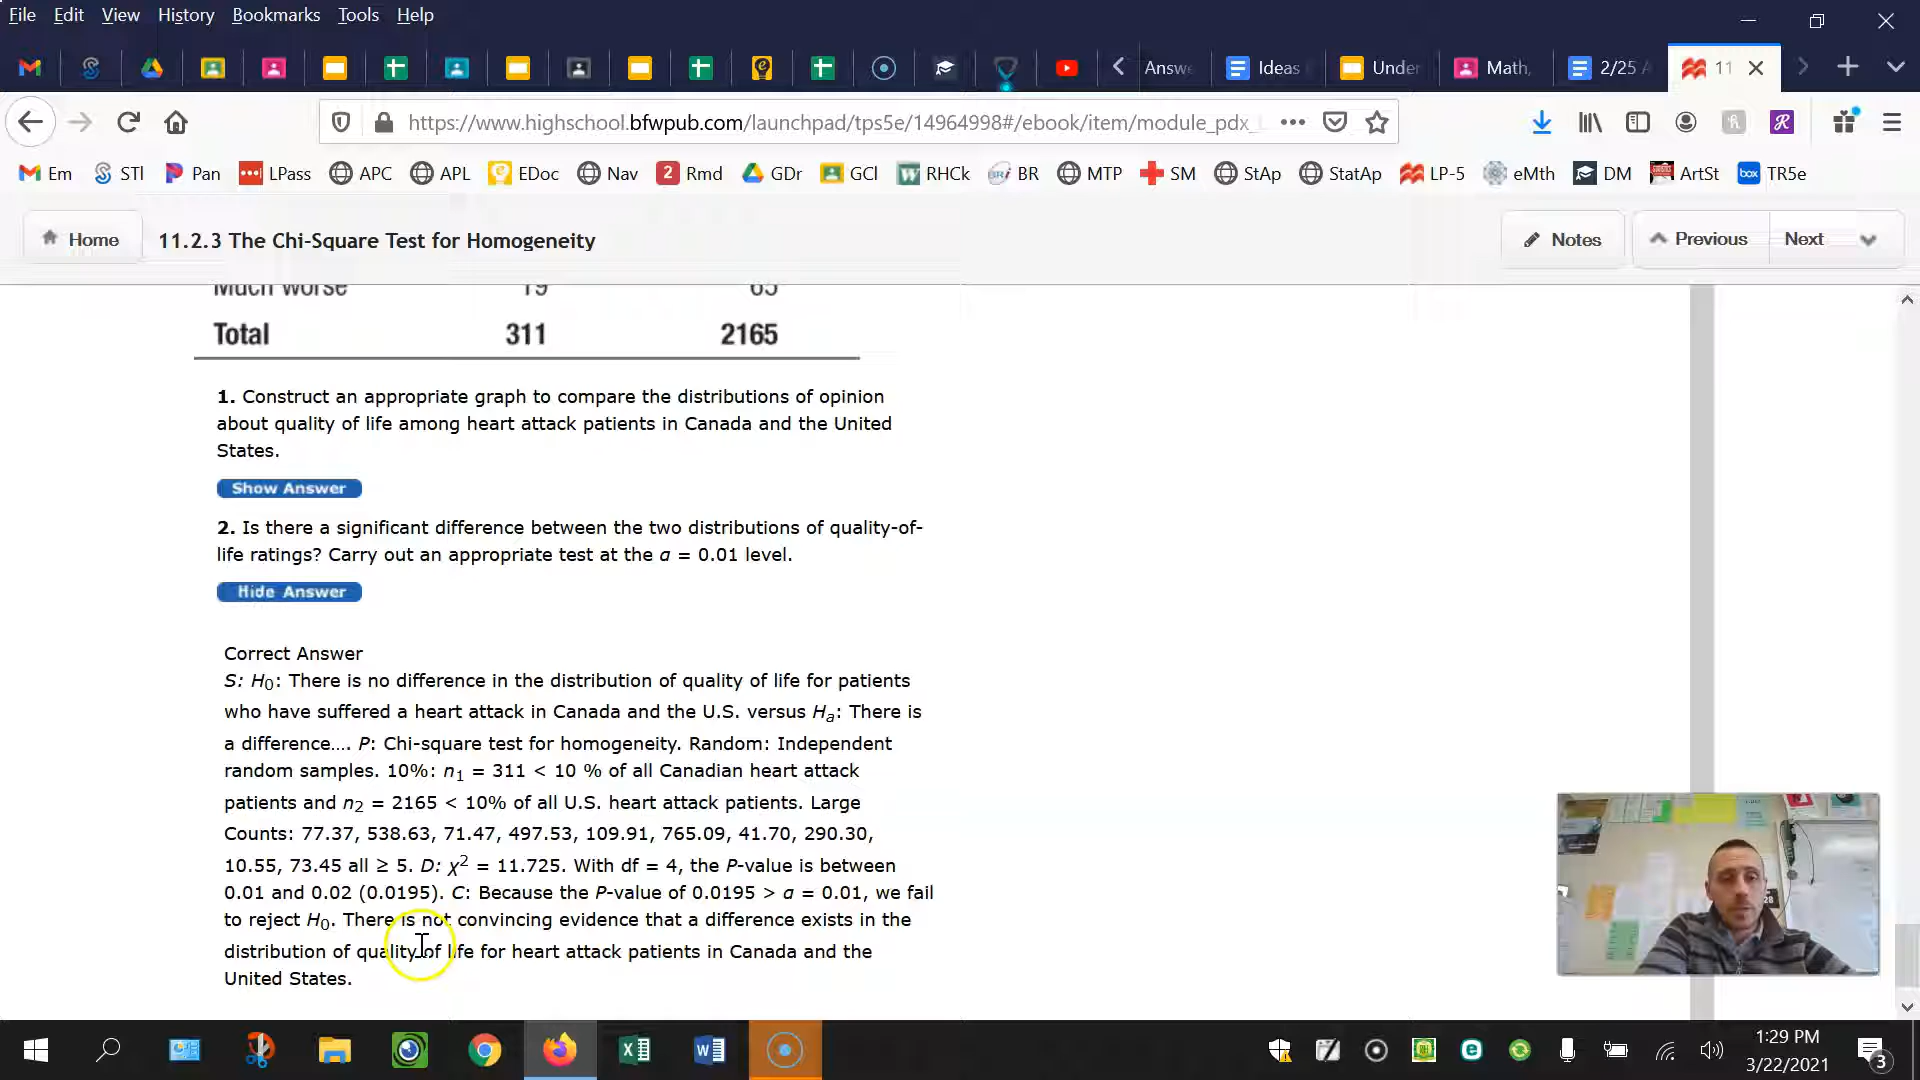 File Edit View History Bookmarks Tools Help
Answe Ideas Under Math, 2/25 A 11
https://www.highschool.bfwpub.com/launchpad/tps5e/14964998#/ebook/item/module_pdx_
Em STl Pan LPass APC APL EDoc Nav 2 Rmd GDr GCl RHCk BR MTP SM StAp StatAp LP-5 eMth DM ArtSt box TR5e
Home 11.2.3 The Chi-Square Test for Homogeneity Notes Previous Next
Much worse 19 65
Total 311 2165
1. Construct an appropriate graph to compare the distributions of opinion
about quality of life among heart attack patients in Canada and the United
States.
Show Answer
2. Is there a significant difference between the two distributions of quality-of-
life ratings? Carry out an appropriate test at the a = 0.01 level.
Hide Answer
Correct Answer
S: H0: There is no difference in the distribution of quality of life for patients
who have suffered a heart attack in Canada and the U.S. versus Ha: There is
a difference.... P: Chi-square test for homogeneity. Random: Independent
random samples. 10%: n1 = 311 < 10 % of all Canadian heart attack
patients and n2 = 2165 < 10% of all U.S. heart attack patients. Large
Counts: 77.37, 538.63, 71.47, 497.53, 109.91, 765.09, 41.70, 290.30,
10.55, 73.45 all ≥ 5. D: χ2 = 11.725. With df = 4, the P-value is between
0.01 and 0.02 (0.0195). C: Because the P-value of 0.0195 > a = 0.01, we fail
to reject H0. There is not convincing evidence that a difference exists in the
distribution of quality of life for heart attack patients in Canada and the
United States.
1:29 PM
3/22/2021
3